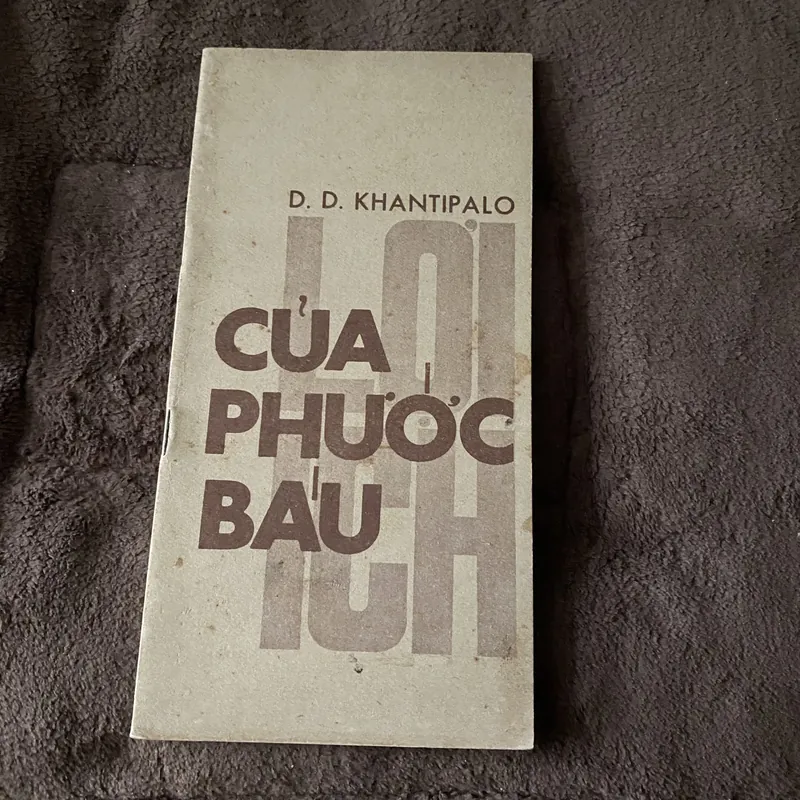 D. D. KHANTIPALO
LỢI
ÍCH
CỦA
PHƯỚC
BÁU